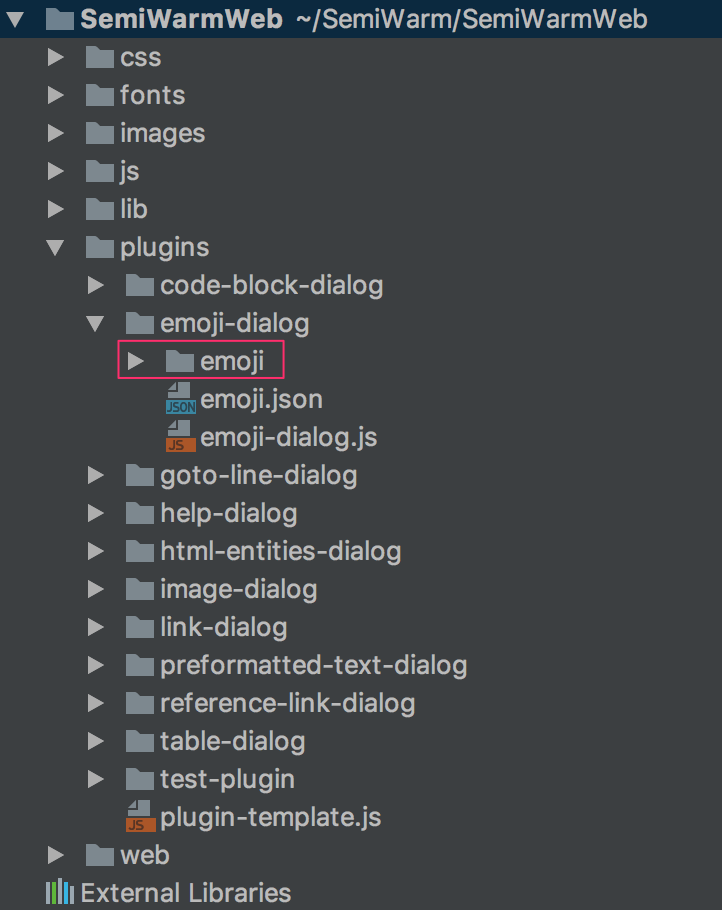 SemiWarmWeb ~/SemiWarm/SemiWarmWeb
css
fonts
images
js
lib
plugins
code-block-dialog
emoji-dialog
emoji
JSON emoji.json
JS emoji-dialog.js
goto-line-dialog
help-dialog
html-entities-dialog
image-dialog
link-dialog
preformatted-text-dialog
reference-link-dialog
table-dialog
test-plugin
JS plugin-template.js
web
External Libraries